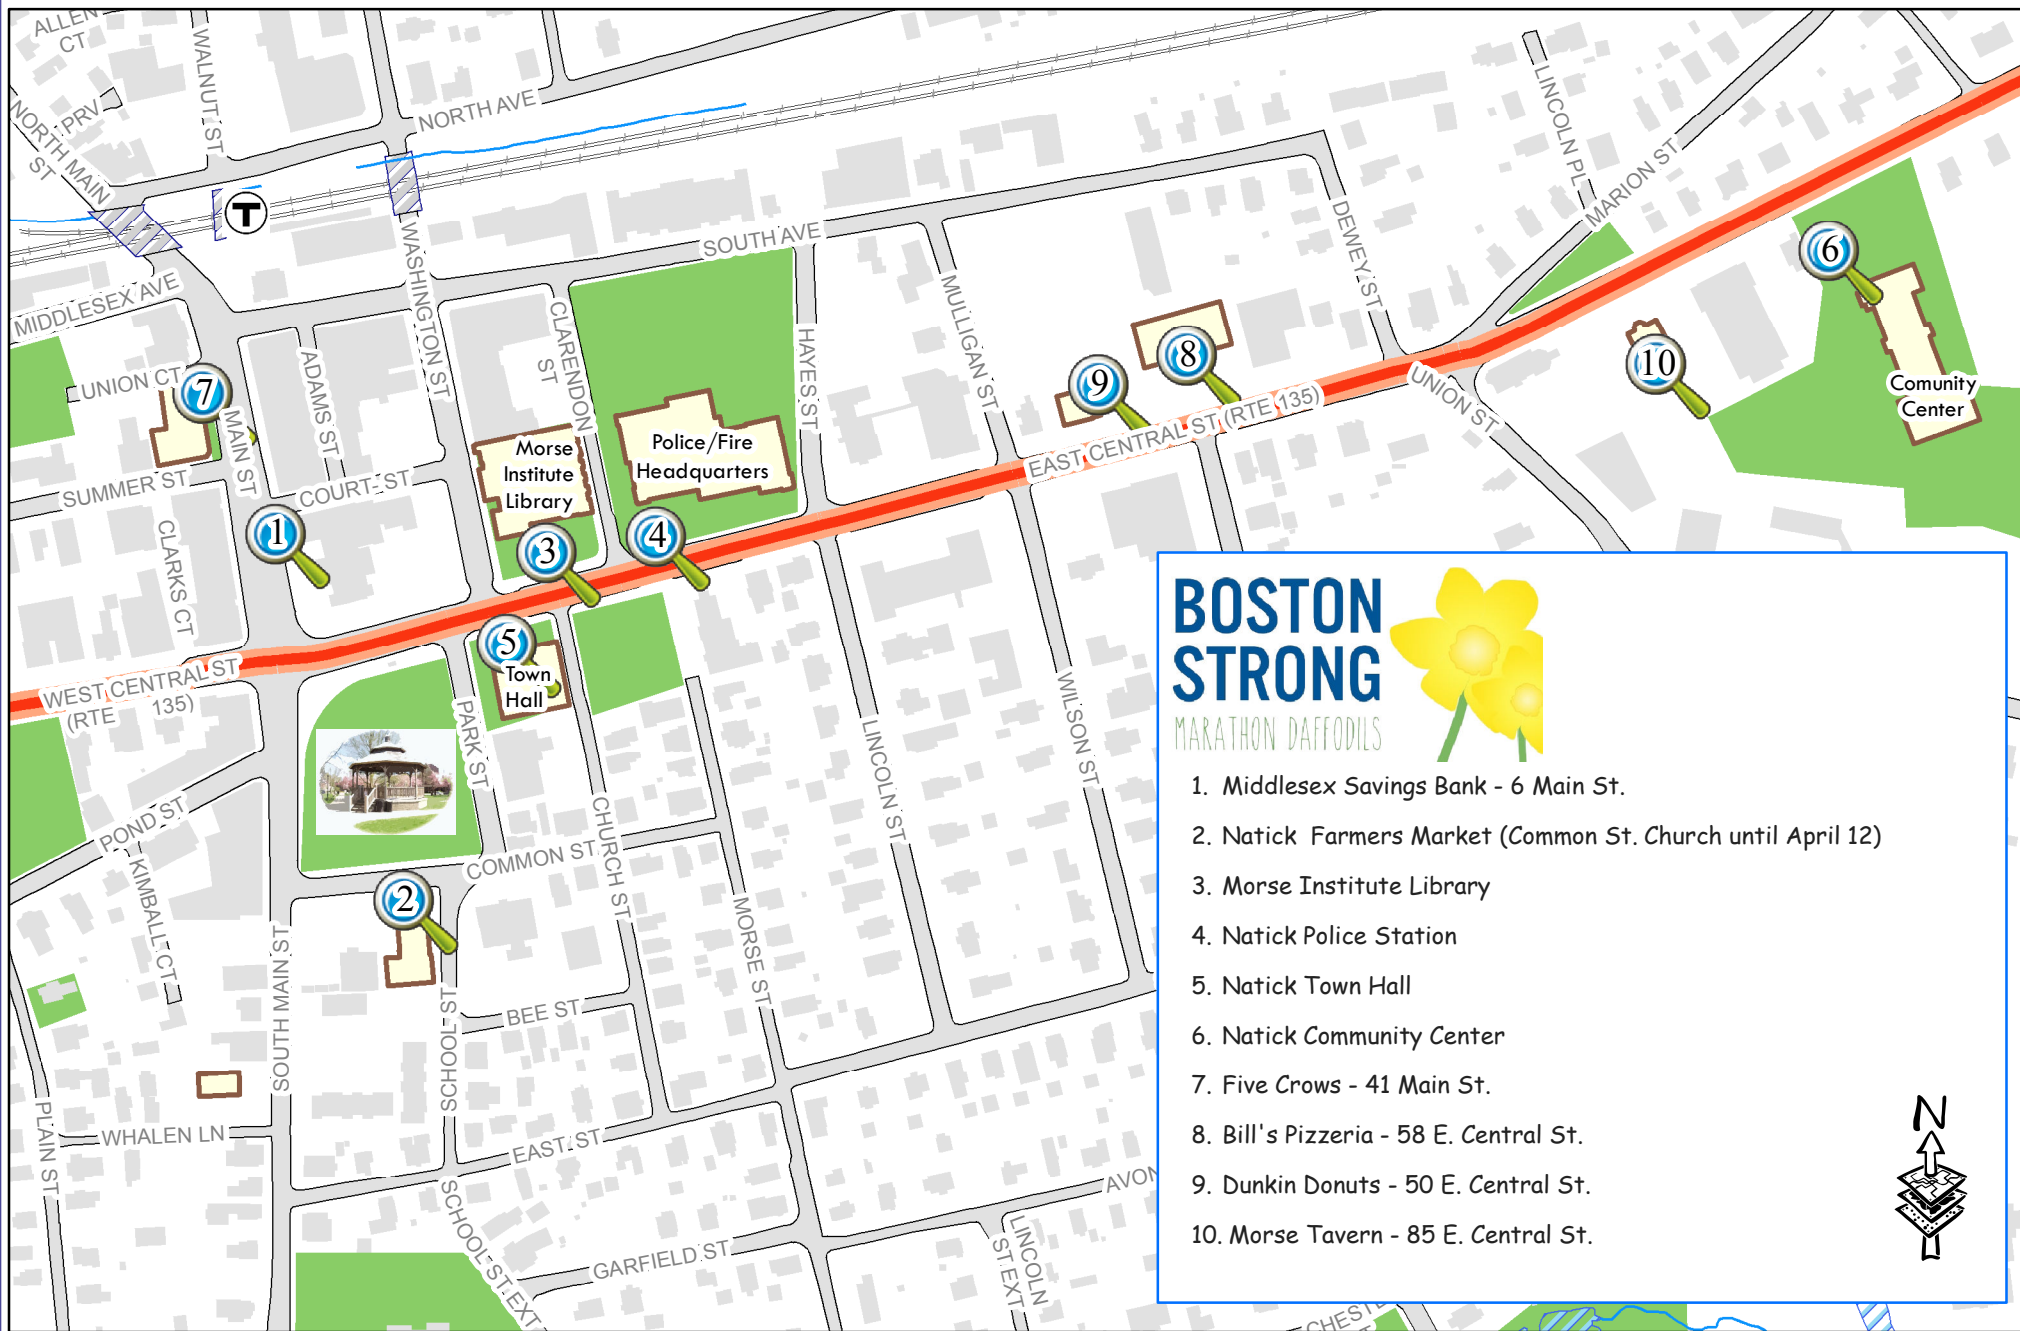 ALLEN
CT
WALNUT ST
PRV
NORTH MAIN
ST
NORTH AVE
T
LINCOLN PL
MARION ST
MIDDLESEX AVE
WASHINGTON ST
SOUTH AVE
DEWEY ST
MULLIGAN ST
CLARENDON
ST
HAYES ST
ADAMS ST
UNION CT
MAIN ST
7
6
8
9
10
UNION ST
Comunity
Center
Morse
Institute
Library
Police/Fire
Headquarters
EAST CENTRAL ST (RTE 135)
SUMMER ST
COURT ST
CLARKS CT
1
3
4
5
Town
Hall
WEST CENTRAL ST
(RTE 135)
PARK ST
POND ST
KIMBALL CT
COMMON ST
CHURCH ST
LINCOLN ST
WILSON ST
MORSE ST
2
SOUTH MAIN ST
SCHOOL ST
BEE ST
EAST ST
PLAIN ST
WHALEN LN
SCHOOL ST EXT
GARFIELD ST
LINCOLN
ST EXT
AVON
CHEST
BOSTON
STRONG
MARATHON DAFFODILS
1. Middlesex Savings Bank - 6 Main St.
2. Natick Farmers Market (Common St. Church until April 12)
3. Morse Institute Library
4. Natick Police Station
5. Natick Town Hall
6. Natick Community Center
7. Five Crows - 41 Main St.
8. Bill's Pizzeria - 58 E. Central St.
9. Dunkin Donuts - 50 E. Central St.
10. Morse Tavern - 85 E. Central St.
N